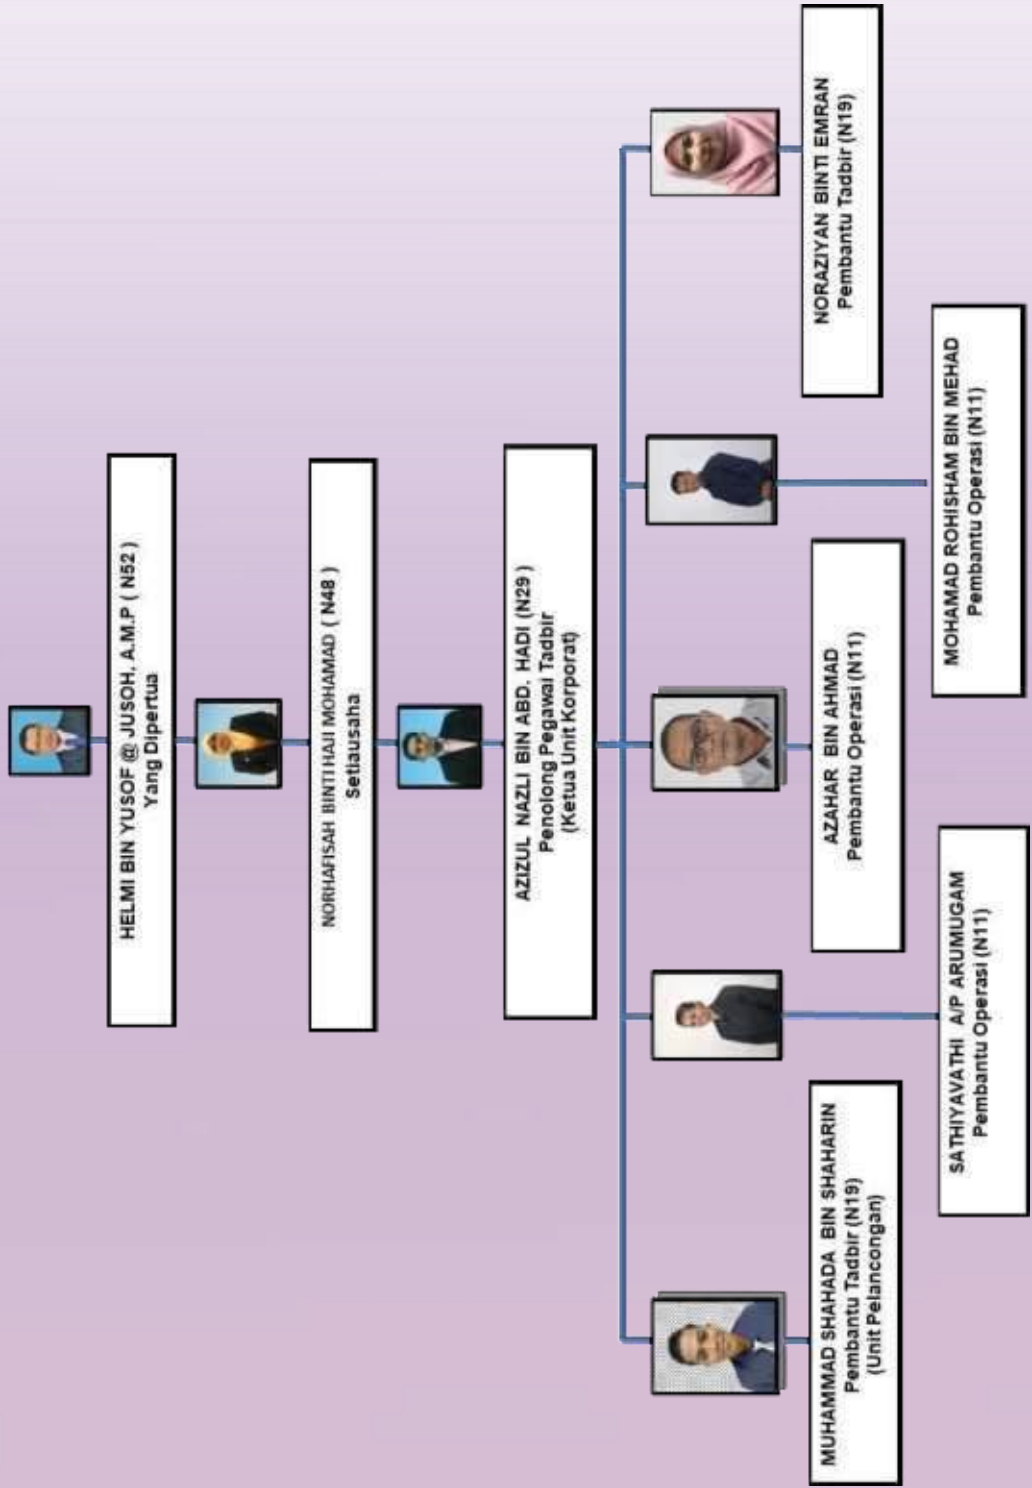 HELMI BIN YUSOF @ JUSOH, A.M.P ( N52 )
Yang Dipertua
NORHAFISAH BINTI HAJI MOHAMAD ( N48 )
Setiausaha
AZIZUL NAZLI BIN ABD. HADI (N29 )
Penolong Pegawai Tadbir
(Ketua Unit Korporat)
MUHAMMAD SHAHADA BIN SHAHARIN
Pembantu Tadbir (N19)
(Unit Pelancongan)
SATHIYAVATHI A/P ARUMUGAM
Pembantu Operasi (N11)
AZAHAR BIN AHMAD
Pembantu Operasi (N11)
MOHAMAD ROHISHAM BIN MEHAD
Pembantu Operasi (N11)
NORAZIYAN BINTI EMRAN
Pembantu Tadbir (N19)